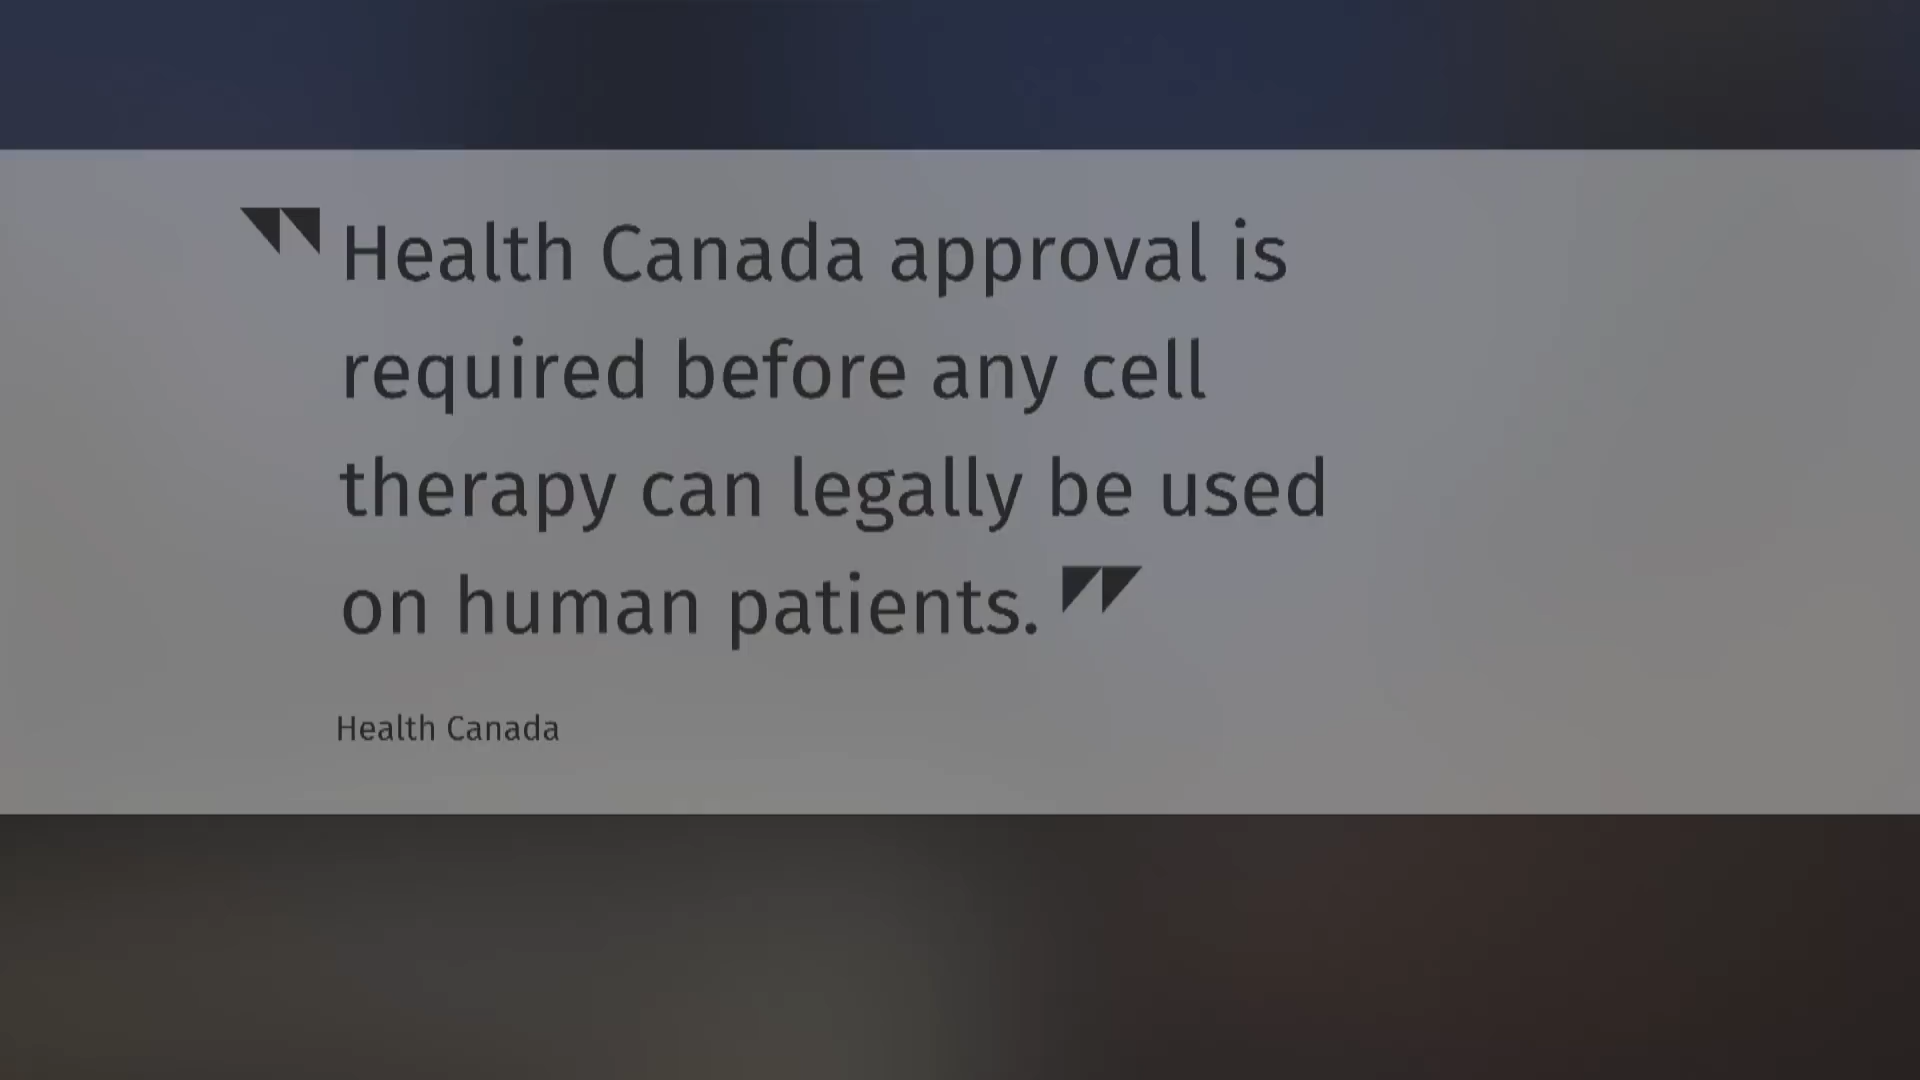 "Health Canada approval is
required before any cell
therapy can legally be used
on human patients."
Health Canada